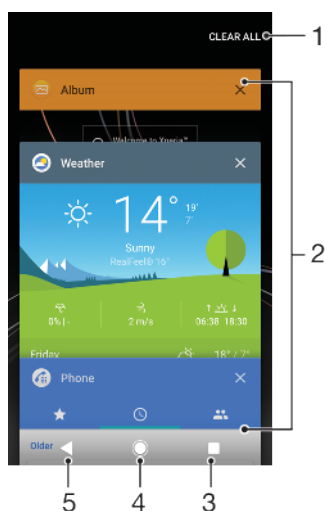 CLEAR ALL
1
Album
Welcome to Xperia™
Weather
14° 19° 7°
Sunny
RealFeel® 16°
2
0% | -
2 m/s
↑ ↓
06:38 18:30
Friday
18° / 7°
Phone
Older
5
4
3